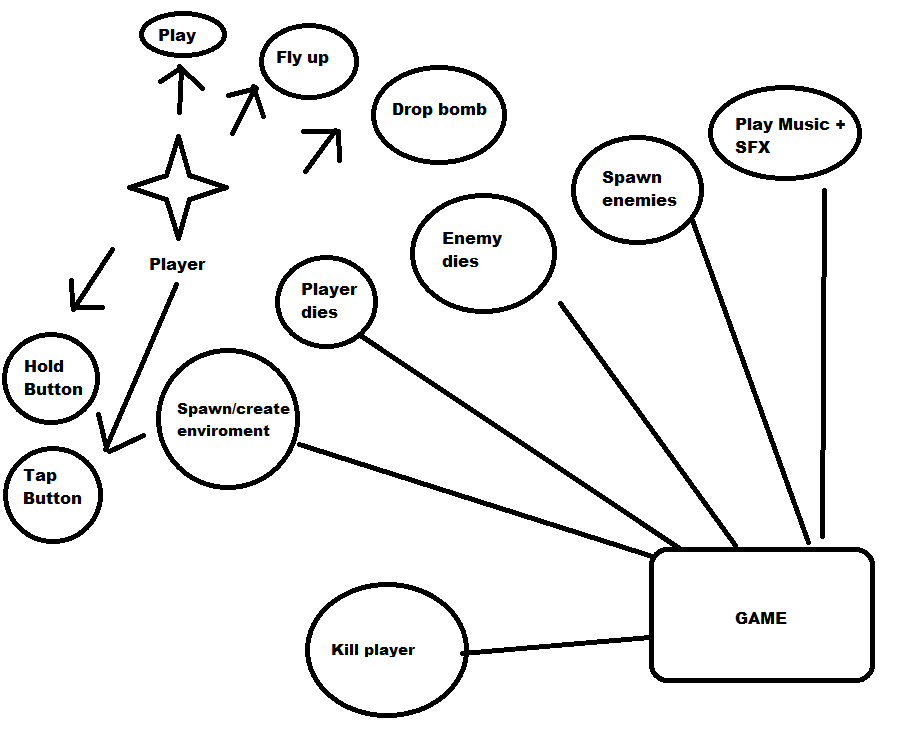 Play
Fly up
Drop bomb
Play Music +
SFX
Spawn
enemies
Enemy
dies
Player
Player
dies
Hold
Button
Spawn/create
enviroment
Tap
Button
GAME
Kill player